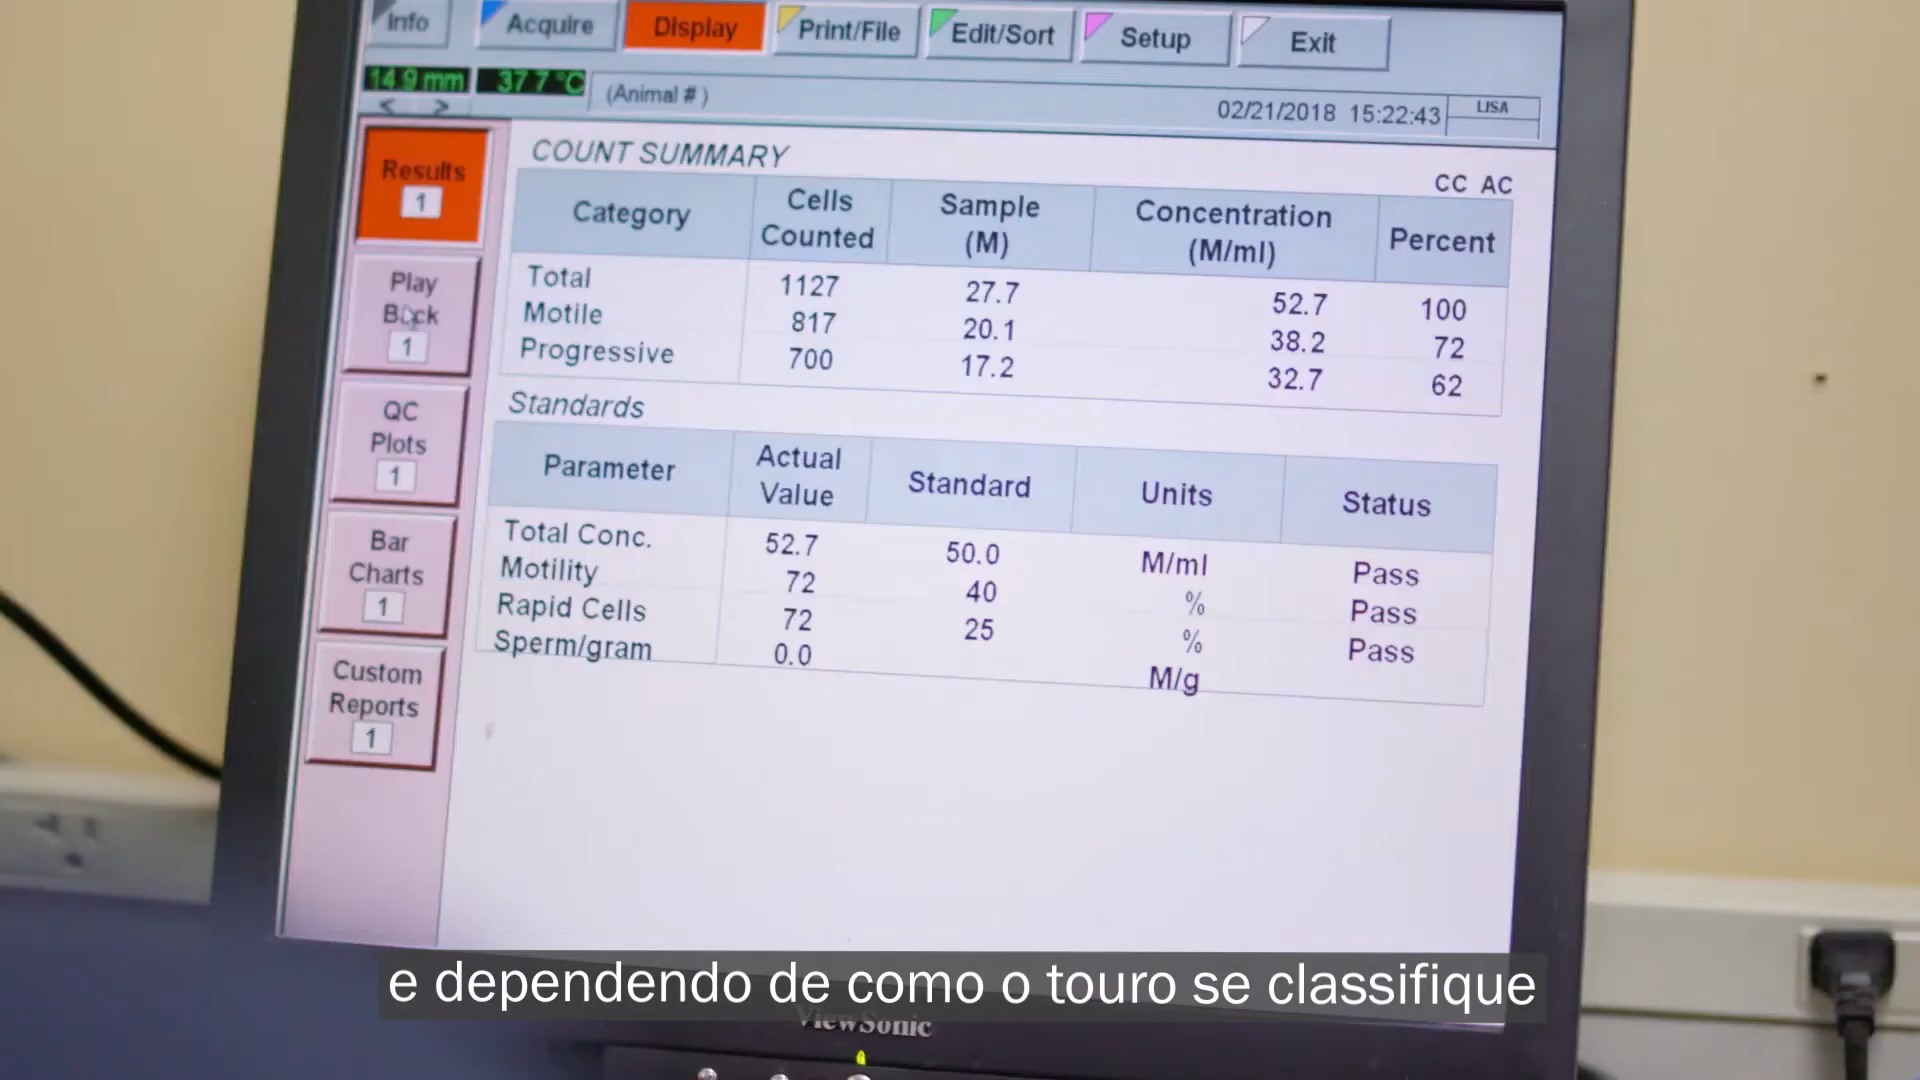 Info Acquire Display Print/File Edit/Sort Setup Exit
14.9 mm 37.7 °C (Animal # ) 02/21/2018 15:22:43 LISA
< >
Results
1
Play
Back
1
QC
Plots
1
Bar
Charts
1
Custom
Reports
1
COUNT SUMMARY
CC AC
Category Cells Counted Sample (M) Concentration (M/ml) Percent
Total 1127 27.7 52.7 100
Motile 817 20.1 38.2 72
Progressive 700 17.2 32.7 62
Standards
Parameter Actual Value Standard Units Status
Total Conc. 52.7 50.0 M/ml Pass
Motility 72 40 % Pass
Rapid Cells 72 25 % Pass
Sperm/gram 0.0 M/g
e dependendo de como o touro se classifique
ViewSonic